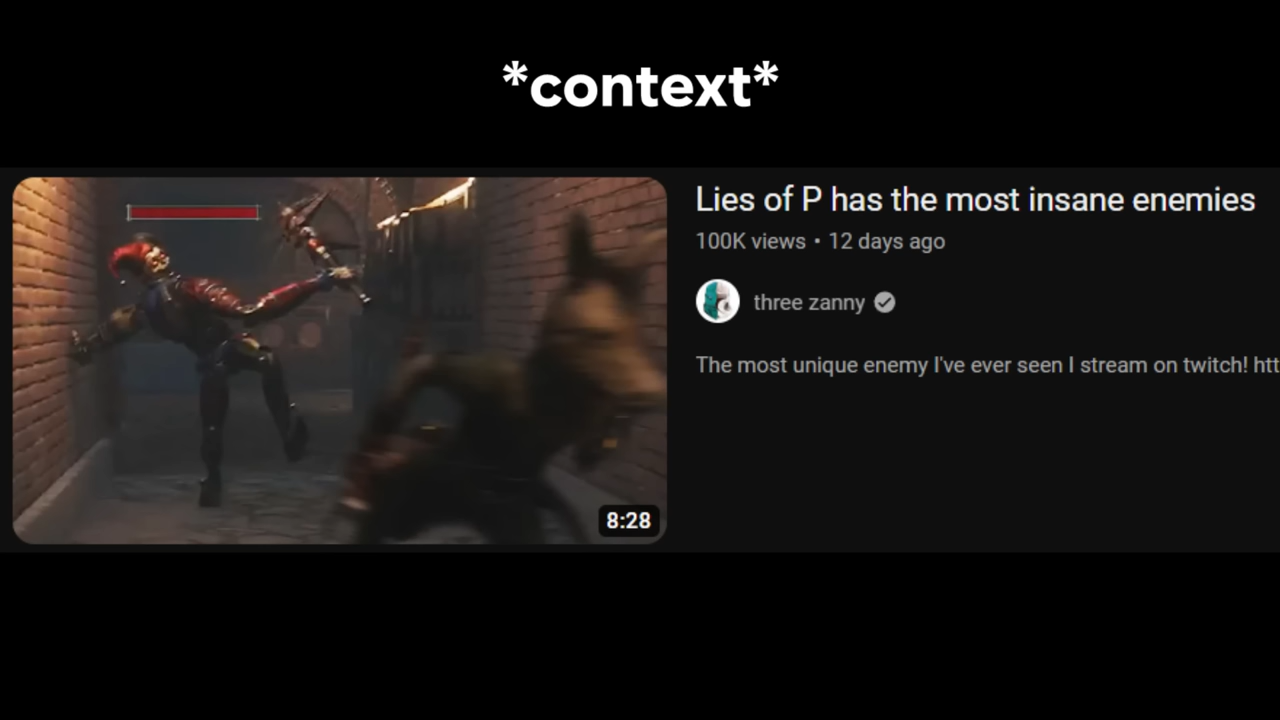 *context*
Lies of P has the most insane enemies
100K views • 12 days ago
three zanny
The most unique enemy I've ever seen I stream on twitch! htt
8:28